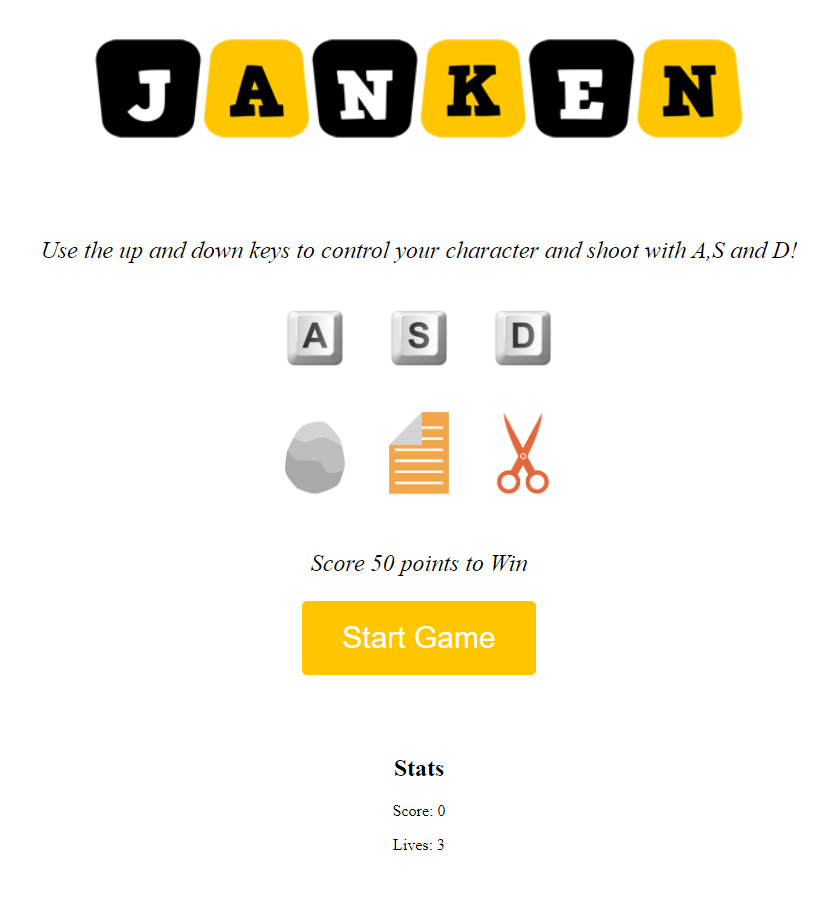 JANKEN
Use the up and down keys to control your character and shoot with A,S and D!
A S D
Score 50 points to Win
Start Game
Stats
Score: 0
Lives: 3